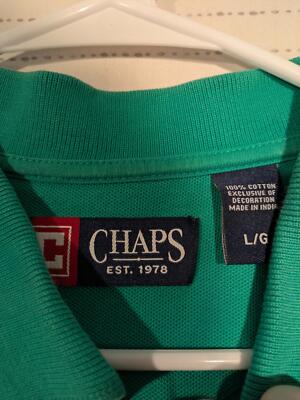 C
CHAPS
EST. 1978
100% COTTON
EXCLUSIVE OF
DECORATION
MADE IN INDIA
L/G